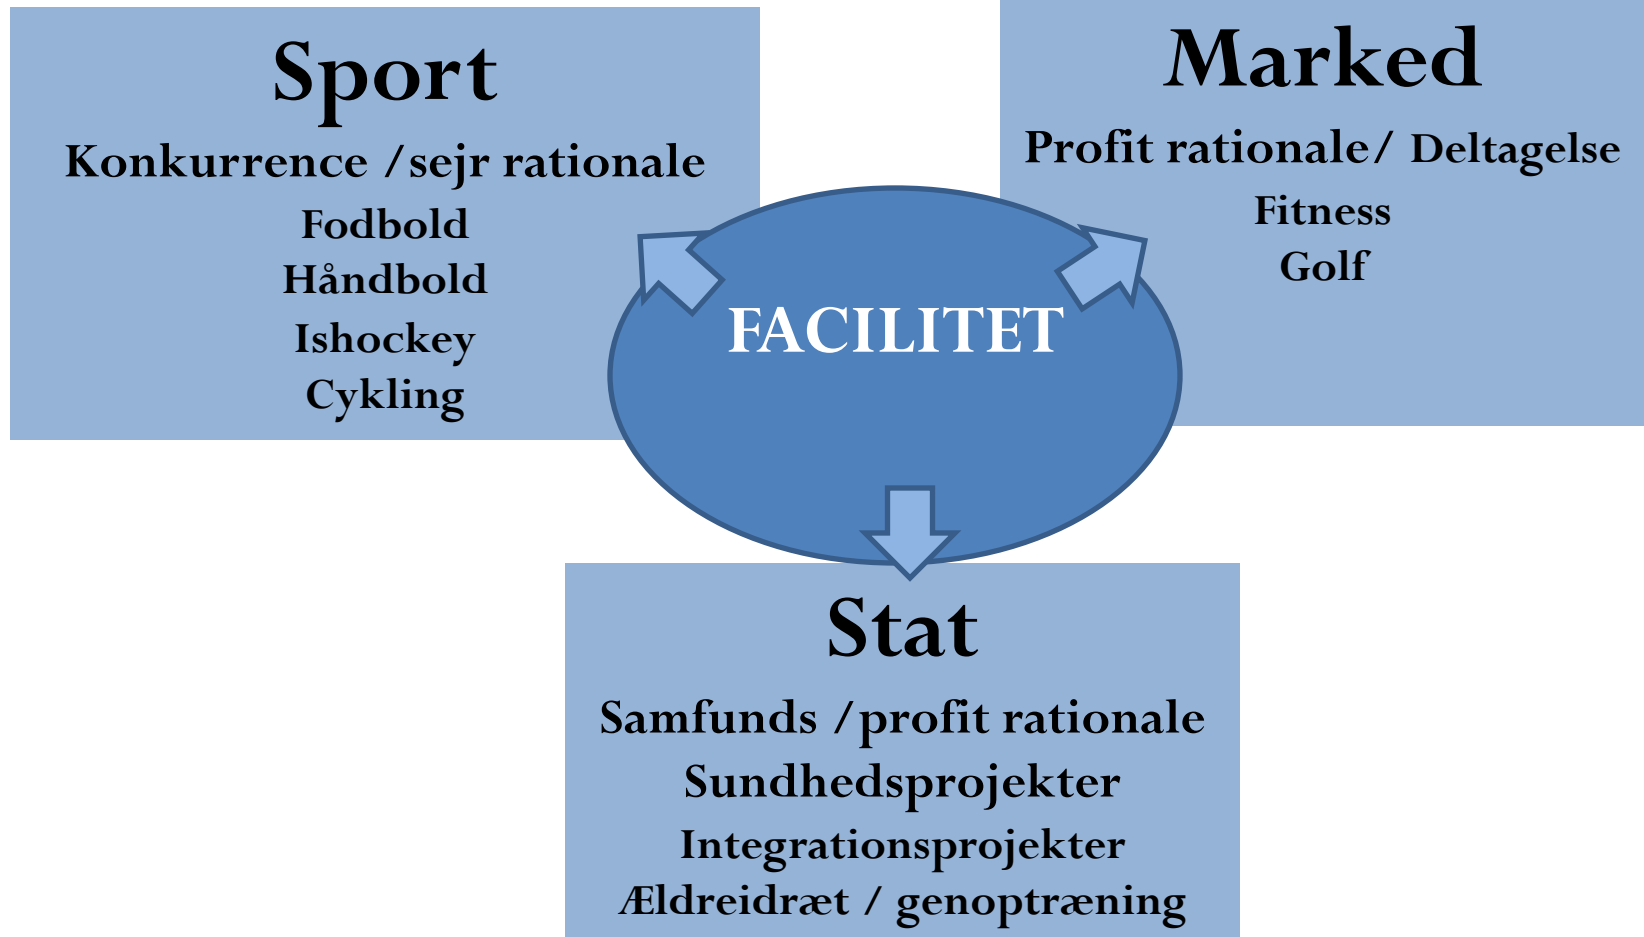 Sport
Konkurrence /sejr rationale
Fodbold
Håndbold
Ishockey
Cykling
Marked
Profit rationale/ Deltagelse
Fitness
Golf
FACILITET
Stat
Samfunds /profit rationale
Sundhedsprojekter
Integrationsprojekter
Ældreidræt / genoptræning